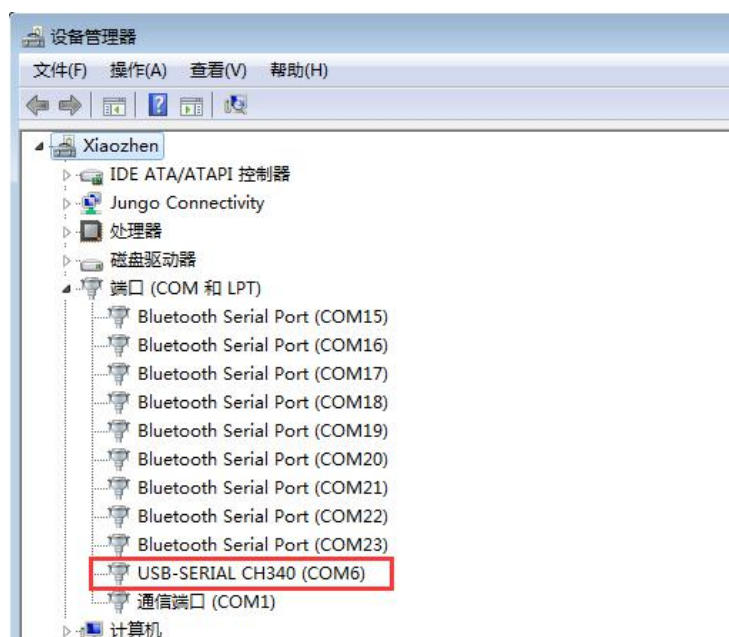 设备管理器
文件(F) 操作(A) 查看(V) 帮助(H)
Xiaozhen
IDE ATA/ATAPI 控制器
Jungo Connectivity
处理器
磁盘驱动器
端口 (COM 和 LPT)
Bluetooth Serial Port (COM15)
Bluetooth Serial Port (COM16)
Bluetooth Serial Port (COM17)
Bluetooth Serial Port (COM18)
Bluetooth Serial Port (COM19)
Bluetooth Serial Port (COM20)
Bluetooth Serial Port (COM21)
Bluetooth Serial Port (COM22)
Bluetooth Serial Port (COM23)
USB-SERIAL CH340 (COM6)
通信端口 (COM1)
计算机